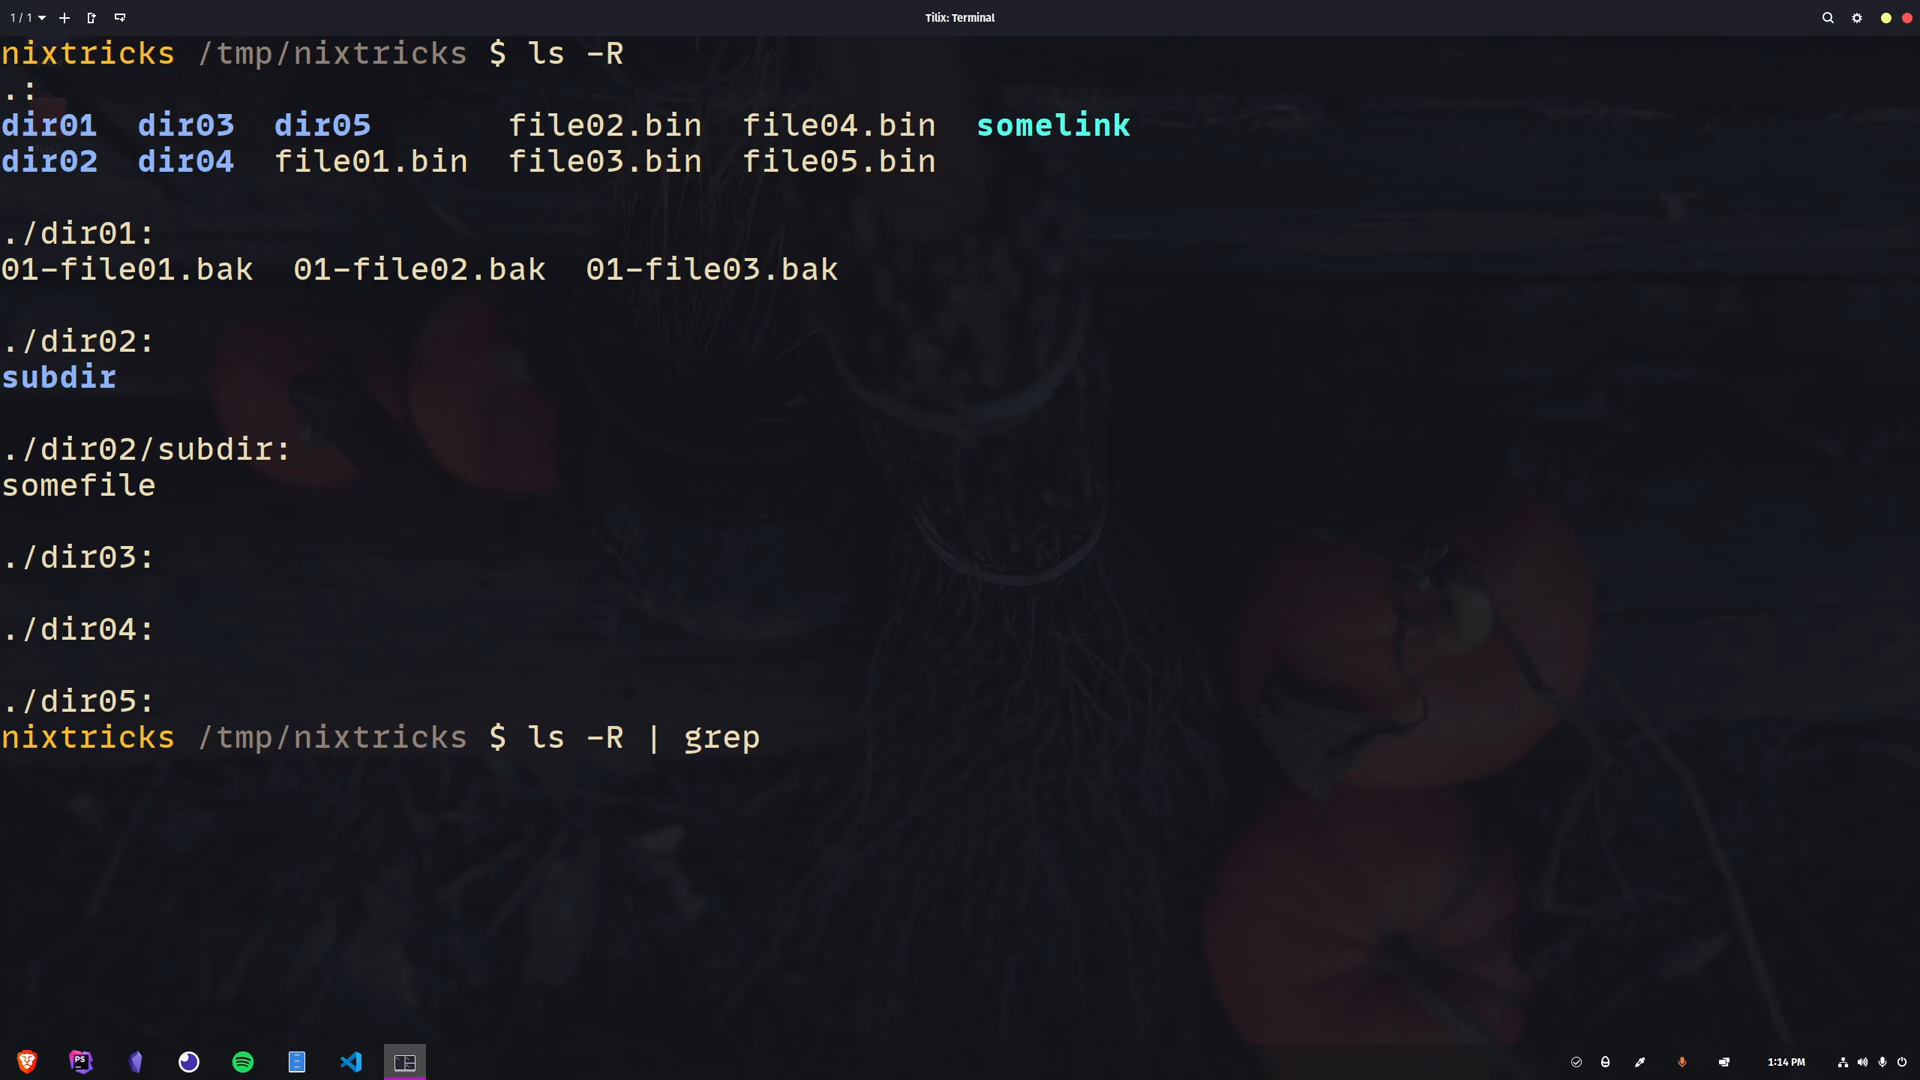 1 / 1
Tilix: Terminal
nixtricks /tmp/nixtricks $ ls -R
.:
dir01  dir03  dir05       file02.bin  file04.bin  somelink
dir02  dir04  file01.bin  file03.bin  file05.bin
./dir01:
01-file01.bak  01-file02.bak  01-file03.bak
./dir02:
subdir
./dir02/subdir:
somefile
./dir03:
./dir04:
./dir05:
nixtricks /tmp/nixtricks $ ls -R | grep
PS
1:14 PM